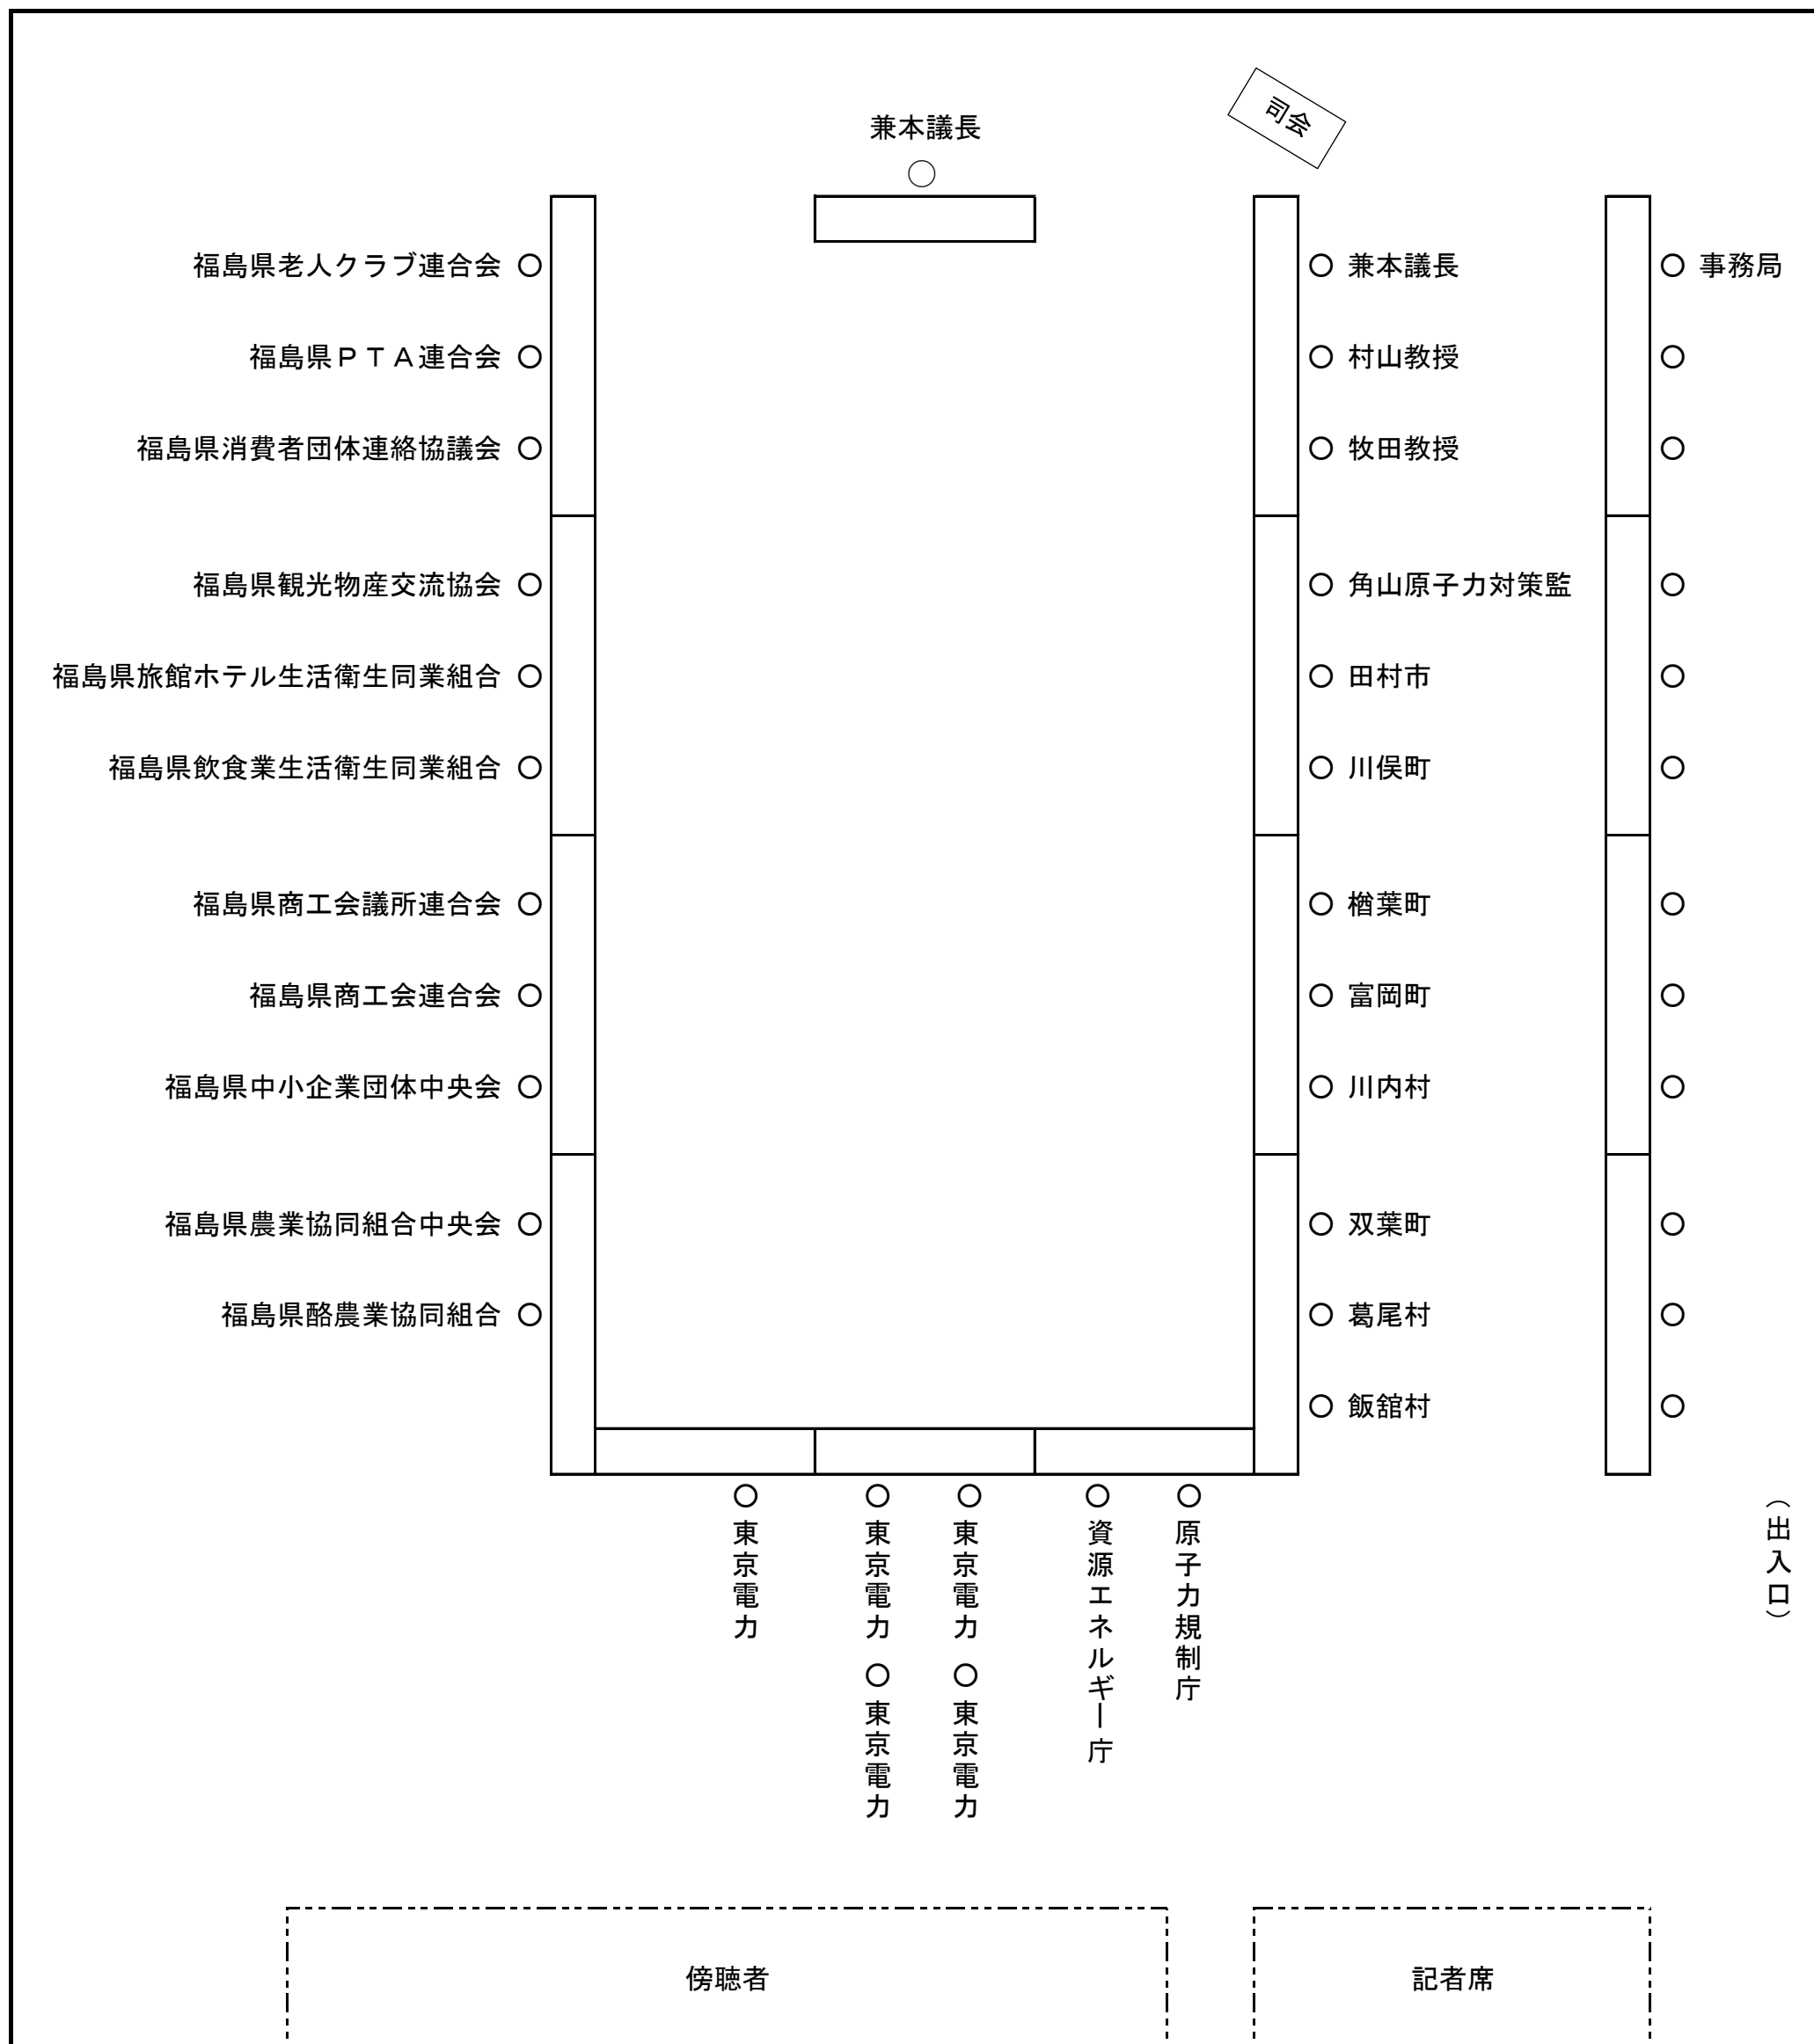 兼本議長
司会
福島県老人クラブ連合会
福島県ＰＴＡ連合会
福島県消費者団体連絡協議会
福島県観光物産交流協会
福島県旅館ホテル生活衛生同業組合
福島県飲食業生活衛生同業組合
福島県商工会議所連合会
福島県商工会連合会
福島県中小企業団体中央会
福島県農業協同組合中央会
福島県酪農業協同組合
兼本議長
村山教授
牧田教授
角山原子力対策監
田村市
川俣町
楢葉町
富岡町
川内村
双葉町
葛尾村
飯舘村
事務局
東京電力
東京電力
東京電力
東京電力
東京電力
資源エネルギー庁
原子力規制庁
（出入口）
傍聴者
記者席